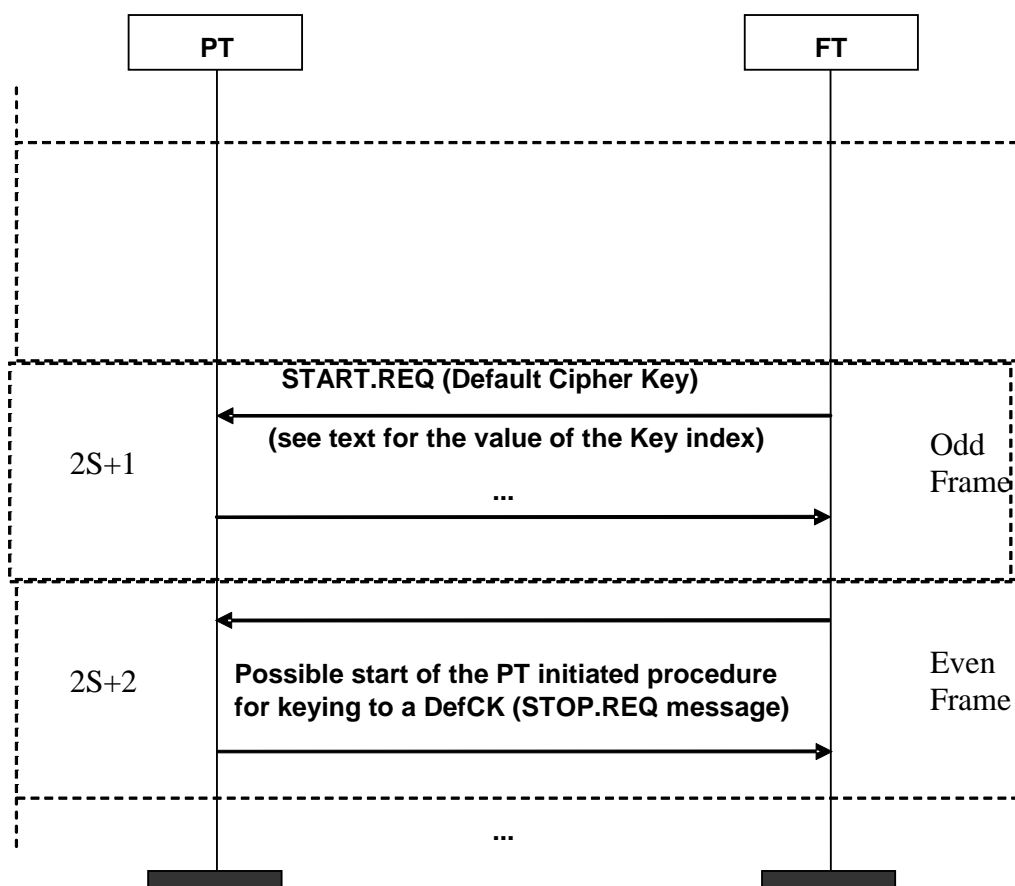 PT
FT
START.REQ (Default Cipher Key)
(see text for the value of the Key index)
2S+1
Odd
Frame
...
2S+2
Possible start of the PT initiated procedure
for keying to a DefCK (STOP.REQ message)
Even
Frame
...